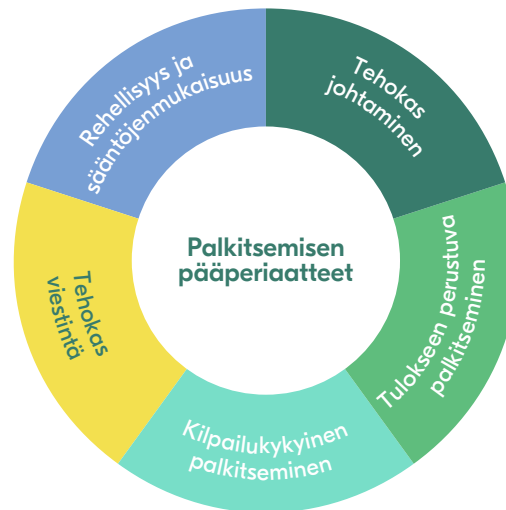 Palkitsemisen
pääperiaatteet
Tehokas
johtaminen
Tulokseen perustuva
palkitseminen
Kilpailukykyinen
palkitseminen
Tehokas
viestintä
Rehellisyys ja
sääntöjenmukaisuus